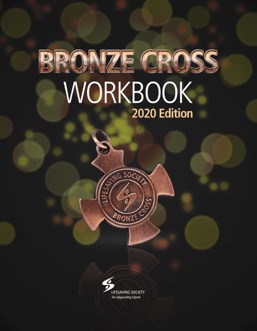 BRONZE CROSS
WORKBOOK
2020 Edition
LIFESAVING SOCIETY
BRONZE CROSS
LIFESAVING SOCIETY
The Lifeguarding Experts